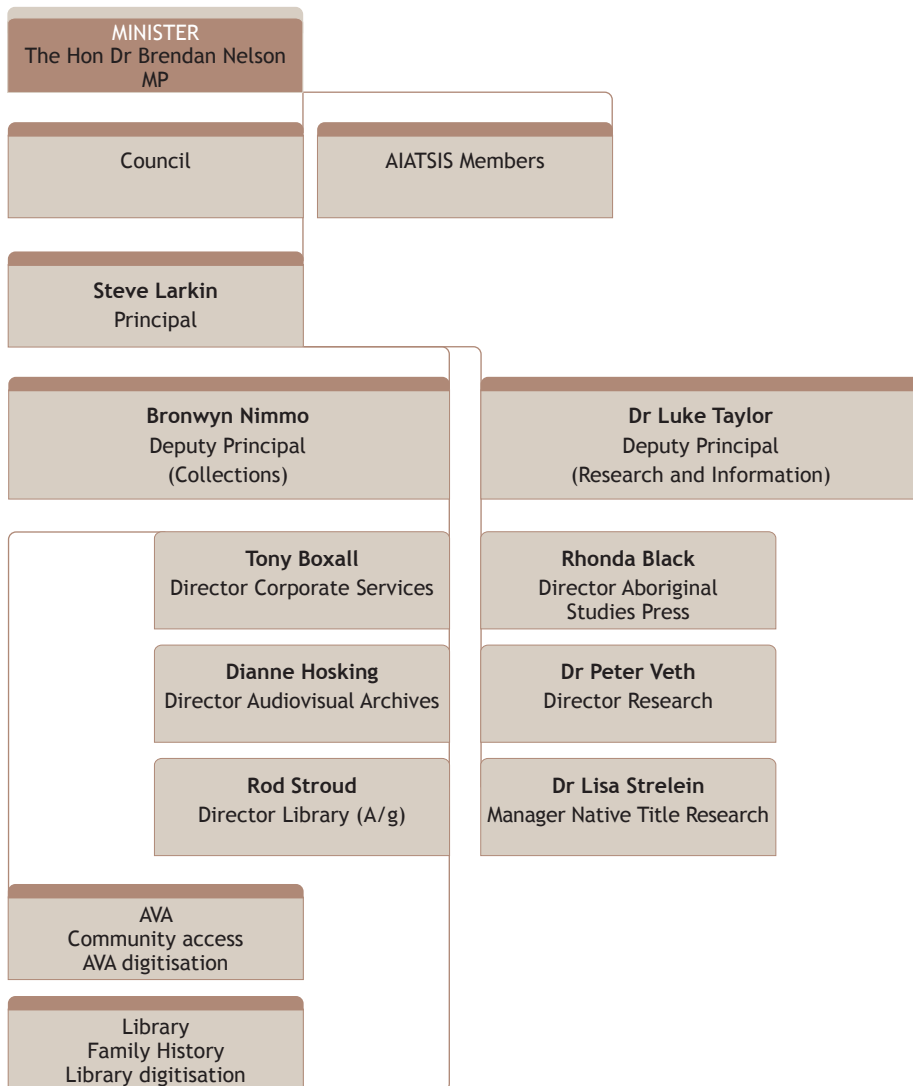 MINISTER
The Hon Dr Brendan Nelson
MP
Council
AIATSIS Members
Steve Larkin
Principal
Bronwyn Nimmo
Deputy Principal
(Collections)
Dr Luke Taylor
Deputy Principal
(Research and Information)
Tony Boxall
Director Corporate Services
Rhonda Black
Director Aboriginal
Studies Press
Dianne Hosking
Director Audiovisual Archives
Dr Peter Veth
Director Research
Rod Stroud
Director Library (A/g)
Dr Lisa Strelein
Manager Native Title Research
AVA
Community access
AVA digitisation
Library
Family History
Library digitisation